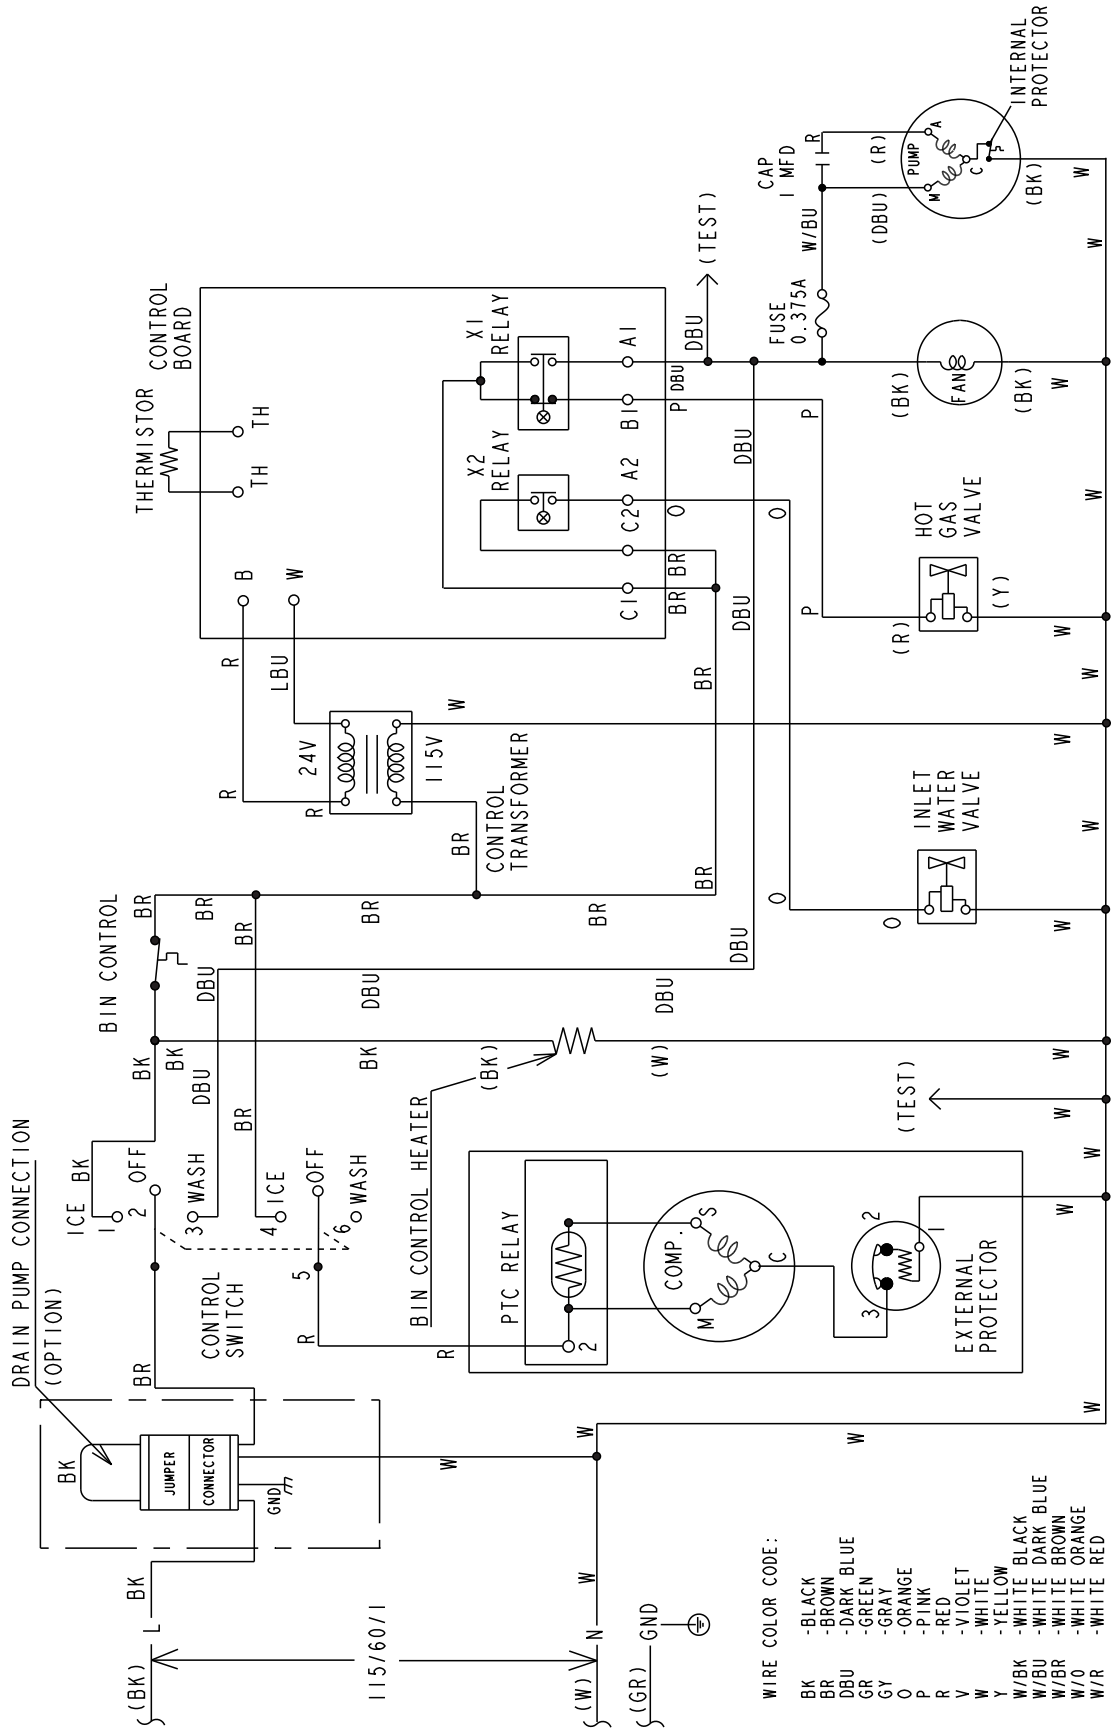 DRAIN PUMP CONNECTION
(OPTION)
BK
JUMPER
CONNECTOR
GND
(BK)
L
BK
115/60/1
(W)
N
W
(GR)
GND
W
W
W
W
BR
CONTROL
SWITCH
ICE
1
BK
2
OFF
3
WASH
4
ICE
5
OFF
6
WASH
R
R
BK
BK
DBU
BR
BIN CONTROL
BR
BR
BR
DBU
BK
DBU
BR
BR
BR
DBU
DBU
(BK)
(W)
BIN CONTROL HEATER
PTC RELAY
2
COMP.
M
S
C
3
2
1
EXTERNAL
PROTECTOR
(TEST)
W
W
W
W
W
CONTROL
TRANSFORMER
24V
115V
R
R
R
LBU
BR
W
THERMISTOR
CONTROL
BOARD
TH
TH
B
W
X2
RELAY
X1
RELAY
C1
C2
A2
B1
A1
BR
BR
O
P
DBU
BR
DBU
DBU
DBU
(TEST)
O
O
O
P
P
INLET
WATER
VALVE
W
W
W
W
HOT
GAS
VALVE
(R)
(Y)
W
W
FAN
(BK)
(BK)
W
W
FUSE
0.375A
W/BU
CAP
1 MFD
R
(R)
(DBU)
PUMP
M
A
C
(BK)
INTERNAL
PROTECTOR
W
WIRE COLOR CODE:
BK -BLACK
BR -BROWN
DBU -DARK BLUE
GR -GREEN
GY -GRAY
O -ORANGE
P -PINK
R -RED
V -VIOLET
W -WHITE
Y -YELLOW
W/BK -WHITE BLACK
W/BU -WHITE DARK BLUE
W/BR -WHITE BROWN
W/O -WHITE ORANGE
W/R -WHITE RED